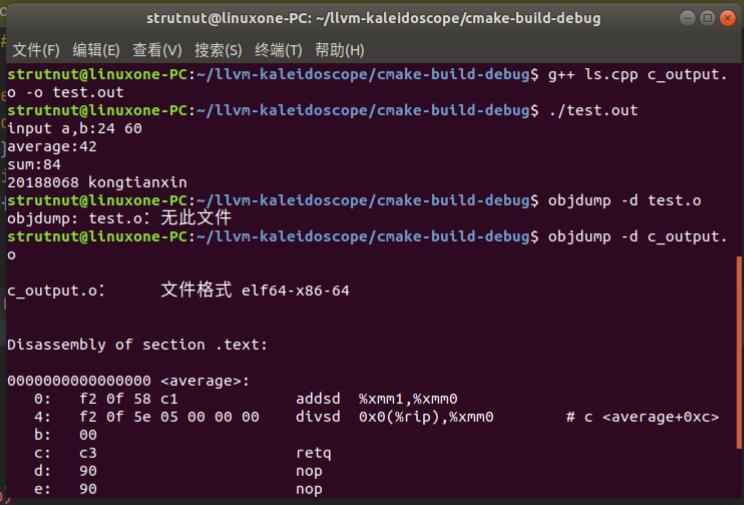 strutnut@linuxone-PC: ~/llvm-kaleidoscope/cmake-build-debug
文件(F) 编辑(E) 查看(V) 搜索(S) 终端(T) 帮助(H)
strutnut@linuxone-PC:~/llvm-kaleidoscope/cmake-build-debug$ g++ ls.cpp c_output.
o -o test.out
strutnut@linuxone-PC:~/llvm-kaleidoscope/cmake-build-debug$ ./test.out
input a,b:24 60
average:42
sum:84
20188068 kongtianxin
strutnut@linuxone-PC:~/llvm-kaleidoscope/cmake-build-debug$ objdump -d test.o
objdump: test.o：无此文件
strutnut@linuxone-PC:~/llvm-kaleidoscope/cmake-build-debug$ objdump -d c_output.
o
c_output.o：     文件格式 elf64-x86-64
Disassembly of section .text:
0000000000000000 <average>:
   0:   f2 0f 58 c1             addsd  %xmm1,%xmm0
   4:   f2 0f 5e 05 00 00 00    divsd  0x0(%rip),%xmm0        # c <average+0xc>
   b:   00
   c:   c3                      retq
   d:   90                      nop
   e:   90                      nop